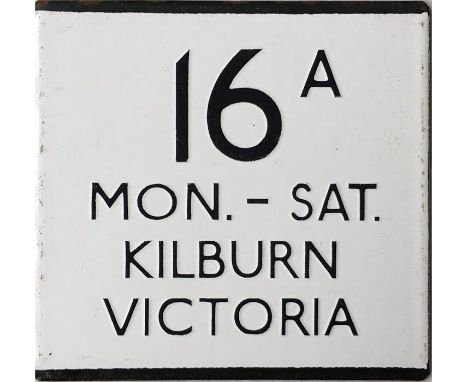 16A
MON. - SAT.
KILBURN
VICTORIA